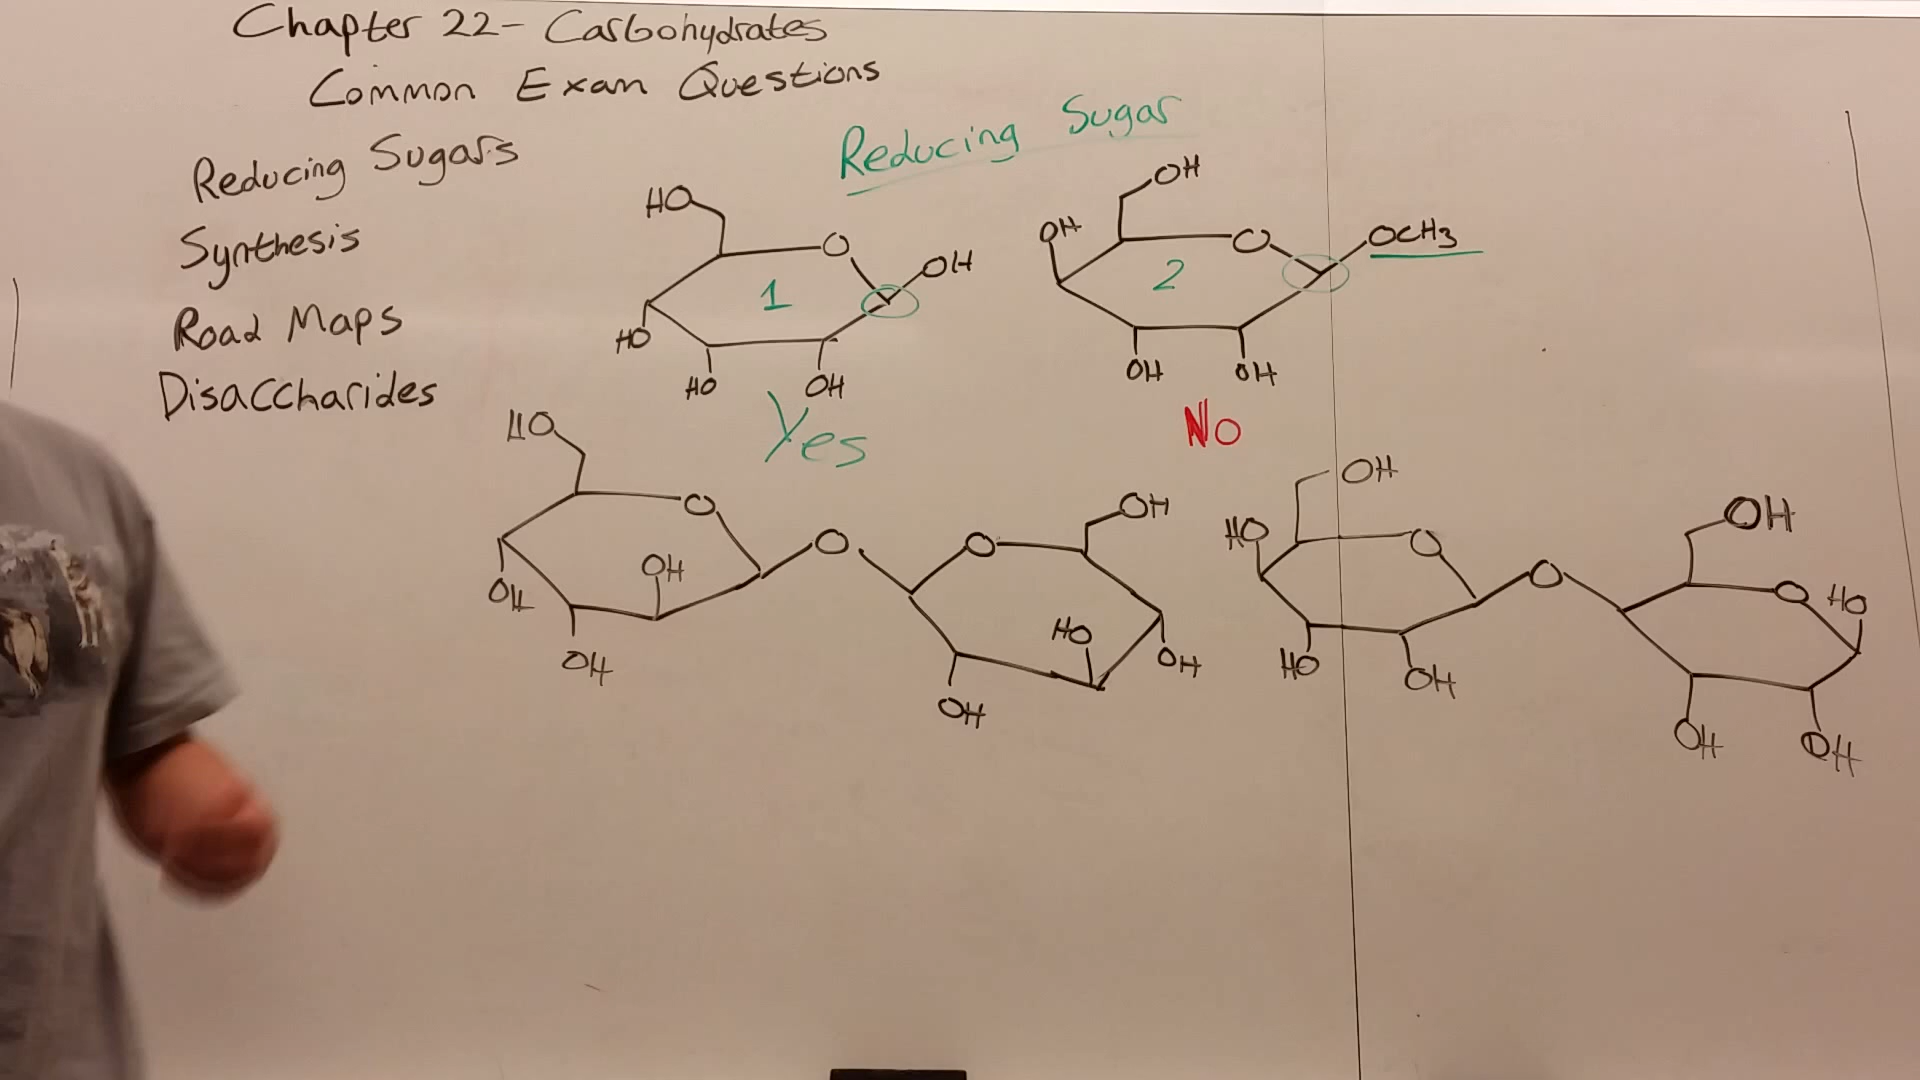 Chapter 22 - Carbohydrates
Common Exam Questions
Reducing Sugars
Synthesis
Road Maps
Disaccharides
Reducing Sugar
HO
O
OH
1
HO
HO
OH
Yes
OH
OH
O
OCH3
2
OH
OH
No
HO
O
OH
OH
OH
O
O
OH
HO
OH
OH
OH
HO
O
HO
OH
O
OH
O
HO
OH
OH